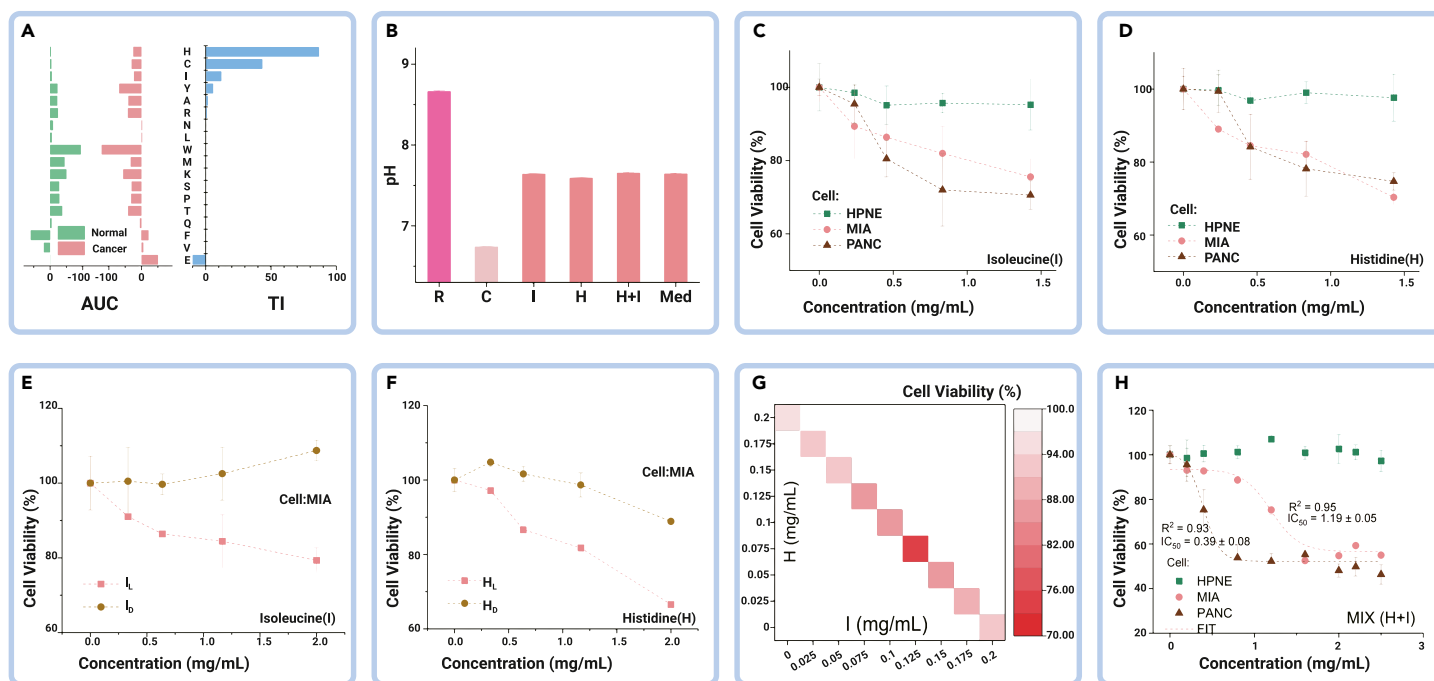 A
H
C
I
Y
A
R
N
L
W
M
K
S
P
T
Q
F
V
E
Normal
Cancer
0 -100 -100 0
0 50 100
AUC
TI
B
9
8
7
6
pH
R C I H H+I Med
C
100
80
60
Cell Viability (%)
Cell:
HPNE
MIA
PANC
Isoleucine(I)
0.0 0.5 1.0 1.5
Concentration (mg/mL)
D
100
80
60
Cell Viability (%)
Cell:
HPNE
MIA
PANC
Histidine(H)
0.0 0.5 1.0 1.5
Concentration (mg/mL)
E
120
100
80
60
Cell Viability (%)
Cell:MIA
I_L
I_D
Isoleucine(I)
0.0 0.5 1.0 1.5 2.0
Concentration (mg/mL)
F
120
100
80
60
Cell Viability (%)
Cell:MIA
H_L
H_D
Histidine(H)
0.0 0.5 1.0 1.5 2.0
Concentration (mg/mL)
G
Cell Viability (%)
0.2
0.175
0.15
0.125
0.1
0.075
0.05
0.025
0
H (mg/mL)
I (mg/mL)
0 0.025 0.05 0.075 0.1 0.125 0.15 0.175 0.2
100.0
94.00
88.00
82.00
76.00
70.00
H
120
100
80
60
40
20
Cell Viability (%)
R² = 0.95
IC₅₀ = 1.19 ± 0.05
R² = 0.93
IC₅₀ = 0.39 ± 0.08
Cell:
HPNE
MIA
PANC
FIT
MIX (H+I)
0 1 2 3
Concentration (mg/mL)